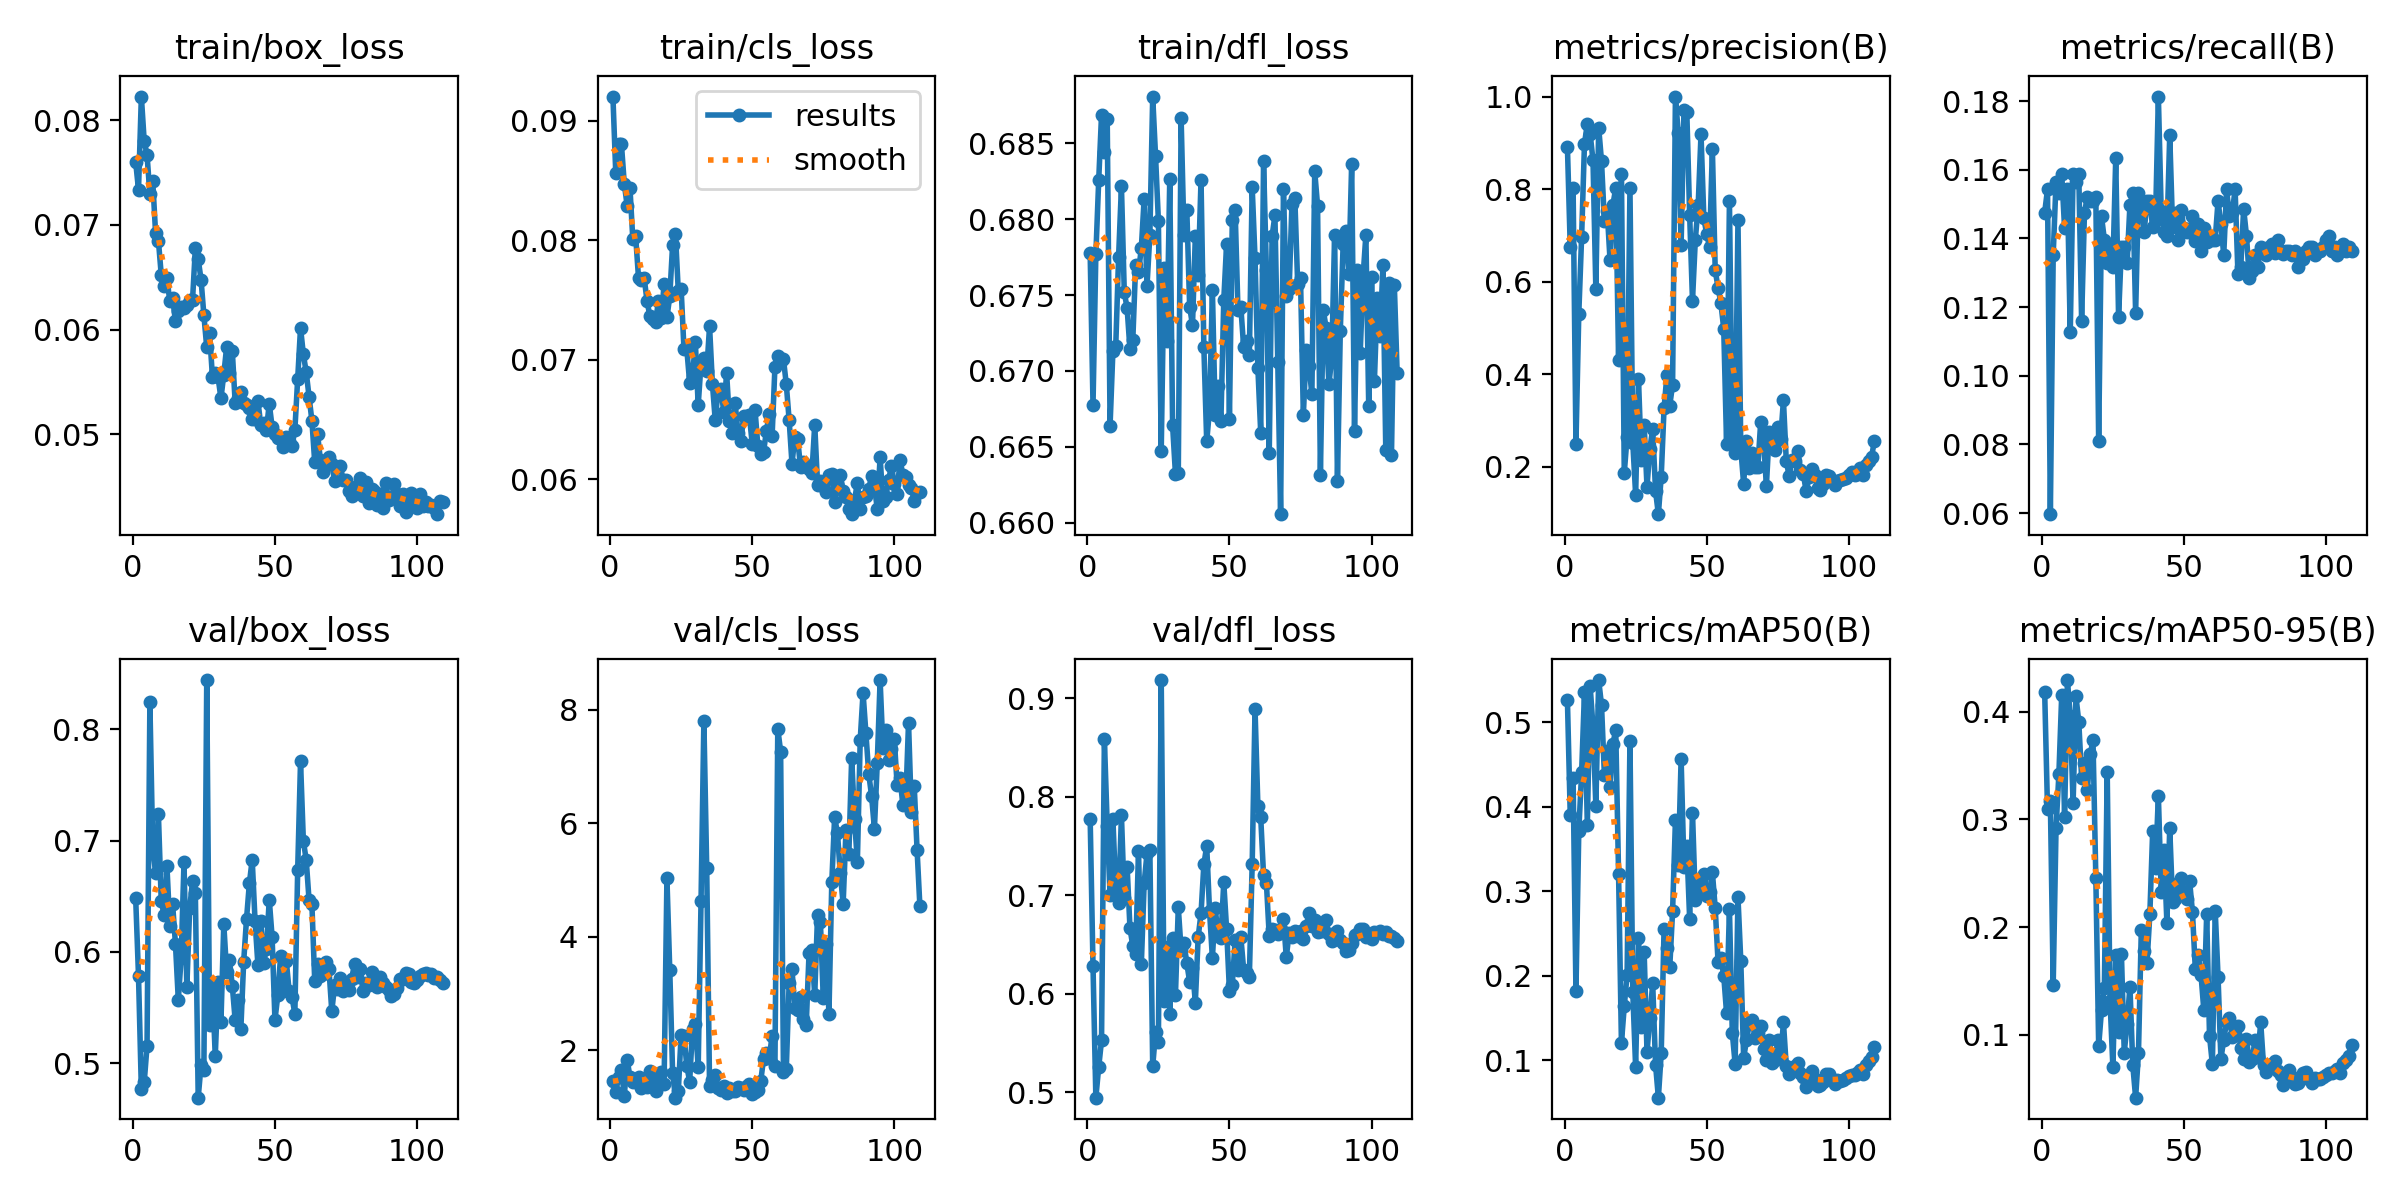 train/box_loss
0.08
0.07
0.06
0.05
0 50 100
train/cls_loss
results
smooth
0.09
0.08
0.07
0.06
0 50 100
train/dfl_loss
0.685
0.680
0.675
0.670
0.665
0.660
0 50 100
metrics/precision(B)
1.0
0.8
0.6
0.4
0.2
0 50 100
metrics/recall(B)
0.18
0.16
0.14
0.12
0.10
0.08
0.06
0 50 100
val/box_loss
0.8
0.7
0.6
0.5
0 50 100
val/cls_loss
8
6
4
2
0 50 100
val/dfl_loss
0.9
0.8
0.7
0.6
0.5
0 50 100
metrics/mAP50(B)
0.5
0.4
0.3
0.2
0.1
0 50 100
metrics/mAP50-95(B)
0.4
0.3
0.2
0.1
0 50 100